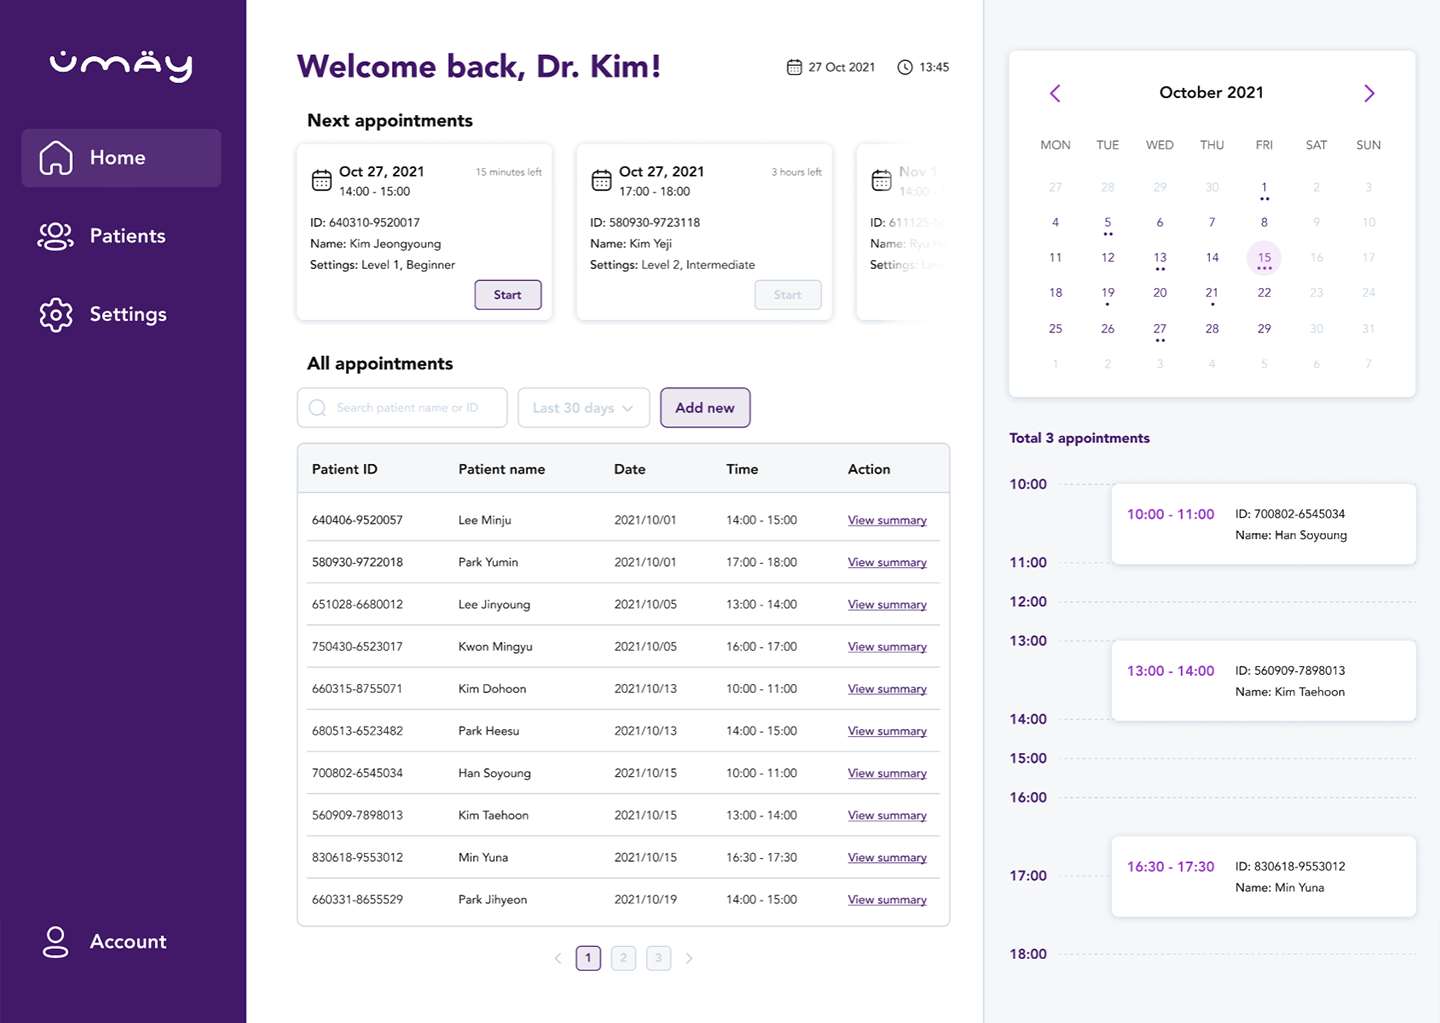 ümäy
Home
Patients
Settings
Account
Welcome back, Dr. Kim!
27 Oct 2021
13:45
Next appointments
Oct 27, 2021
15 minutes left
14:00 - 15:00
ID: 640310-9520017
Name: Kim Jeongyoung
Settings: Level 1, Beginner
Start
Oct 27, 2021
3 hours left
17:00 - 18:00
ID: 580930-9723118
Name: Kim Yeji
Settings: Level 2, Intermediate
Start
Nov 1,
14:00 -
ID: 611125-
Name: Ryu
Settings:
All appointments
Search patient name or ID
Last 30 days
Add new
Patient ID Patient name Date Time Action
640406-9520057 Lee Minju 2021/10/01 14:00 - 15:00 View summary
580930-9722018 Park Yumin 2021/10/01 17:00 - 18:00 View summary
651028-6680012 Lee Jinyoung 2021/10/05 13:00 - 14:00 View summary
750430-6523017 Kwon Mingyu 2021/10/05 16:00 - 17:00 View summary
660315-8755071 Kim Dohoon 2021/10/13 10:00 - 11:00 View summary
680513-6523482 Park Heesu 2021/10/13 14:00 - 15:00 View summary
700802-6545034 Han Soyoung 2021/10/15 10:00 - 11:00 View summary
560909-7898013 Kim Taehoon 2021/10/15 13:00 - 14:00 View summary
830618-9553012 Min Yuna 2021/10/15 16:30 - 17:30 View summary
660331-8655529 Park Jihyeon 2021/10/19 14:00 - 15:00 View summary
1 2 3
October 2021
MON TUE WED THU FRI SAT SUN
27 28 29 30 1 2 3
4 5 6 7 8 9 10
11 12 13 14 15 16 17
18 19 20 21 22 23 24
25 26 27 28 29 30 31
1 2 3 4 5 6 7
Total 3 appointments
10:00
10:00 - 11:00 ID: 700802-6545034
Name: Han Soyoung
11:00
12:00
13:00
13:00 - 14:00 ID: 560909-7898013
Name: Kim Taehoon
14:00
15:00
16:00
16:30 - 17:30 ID: 830618-9553012
17:00
Name: Min Yuna
18:00